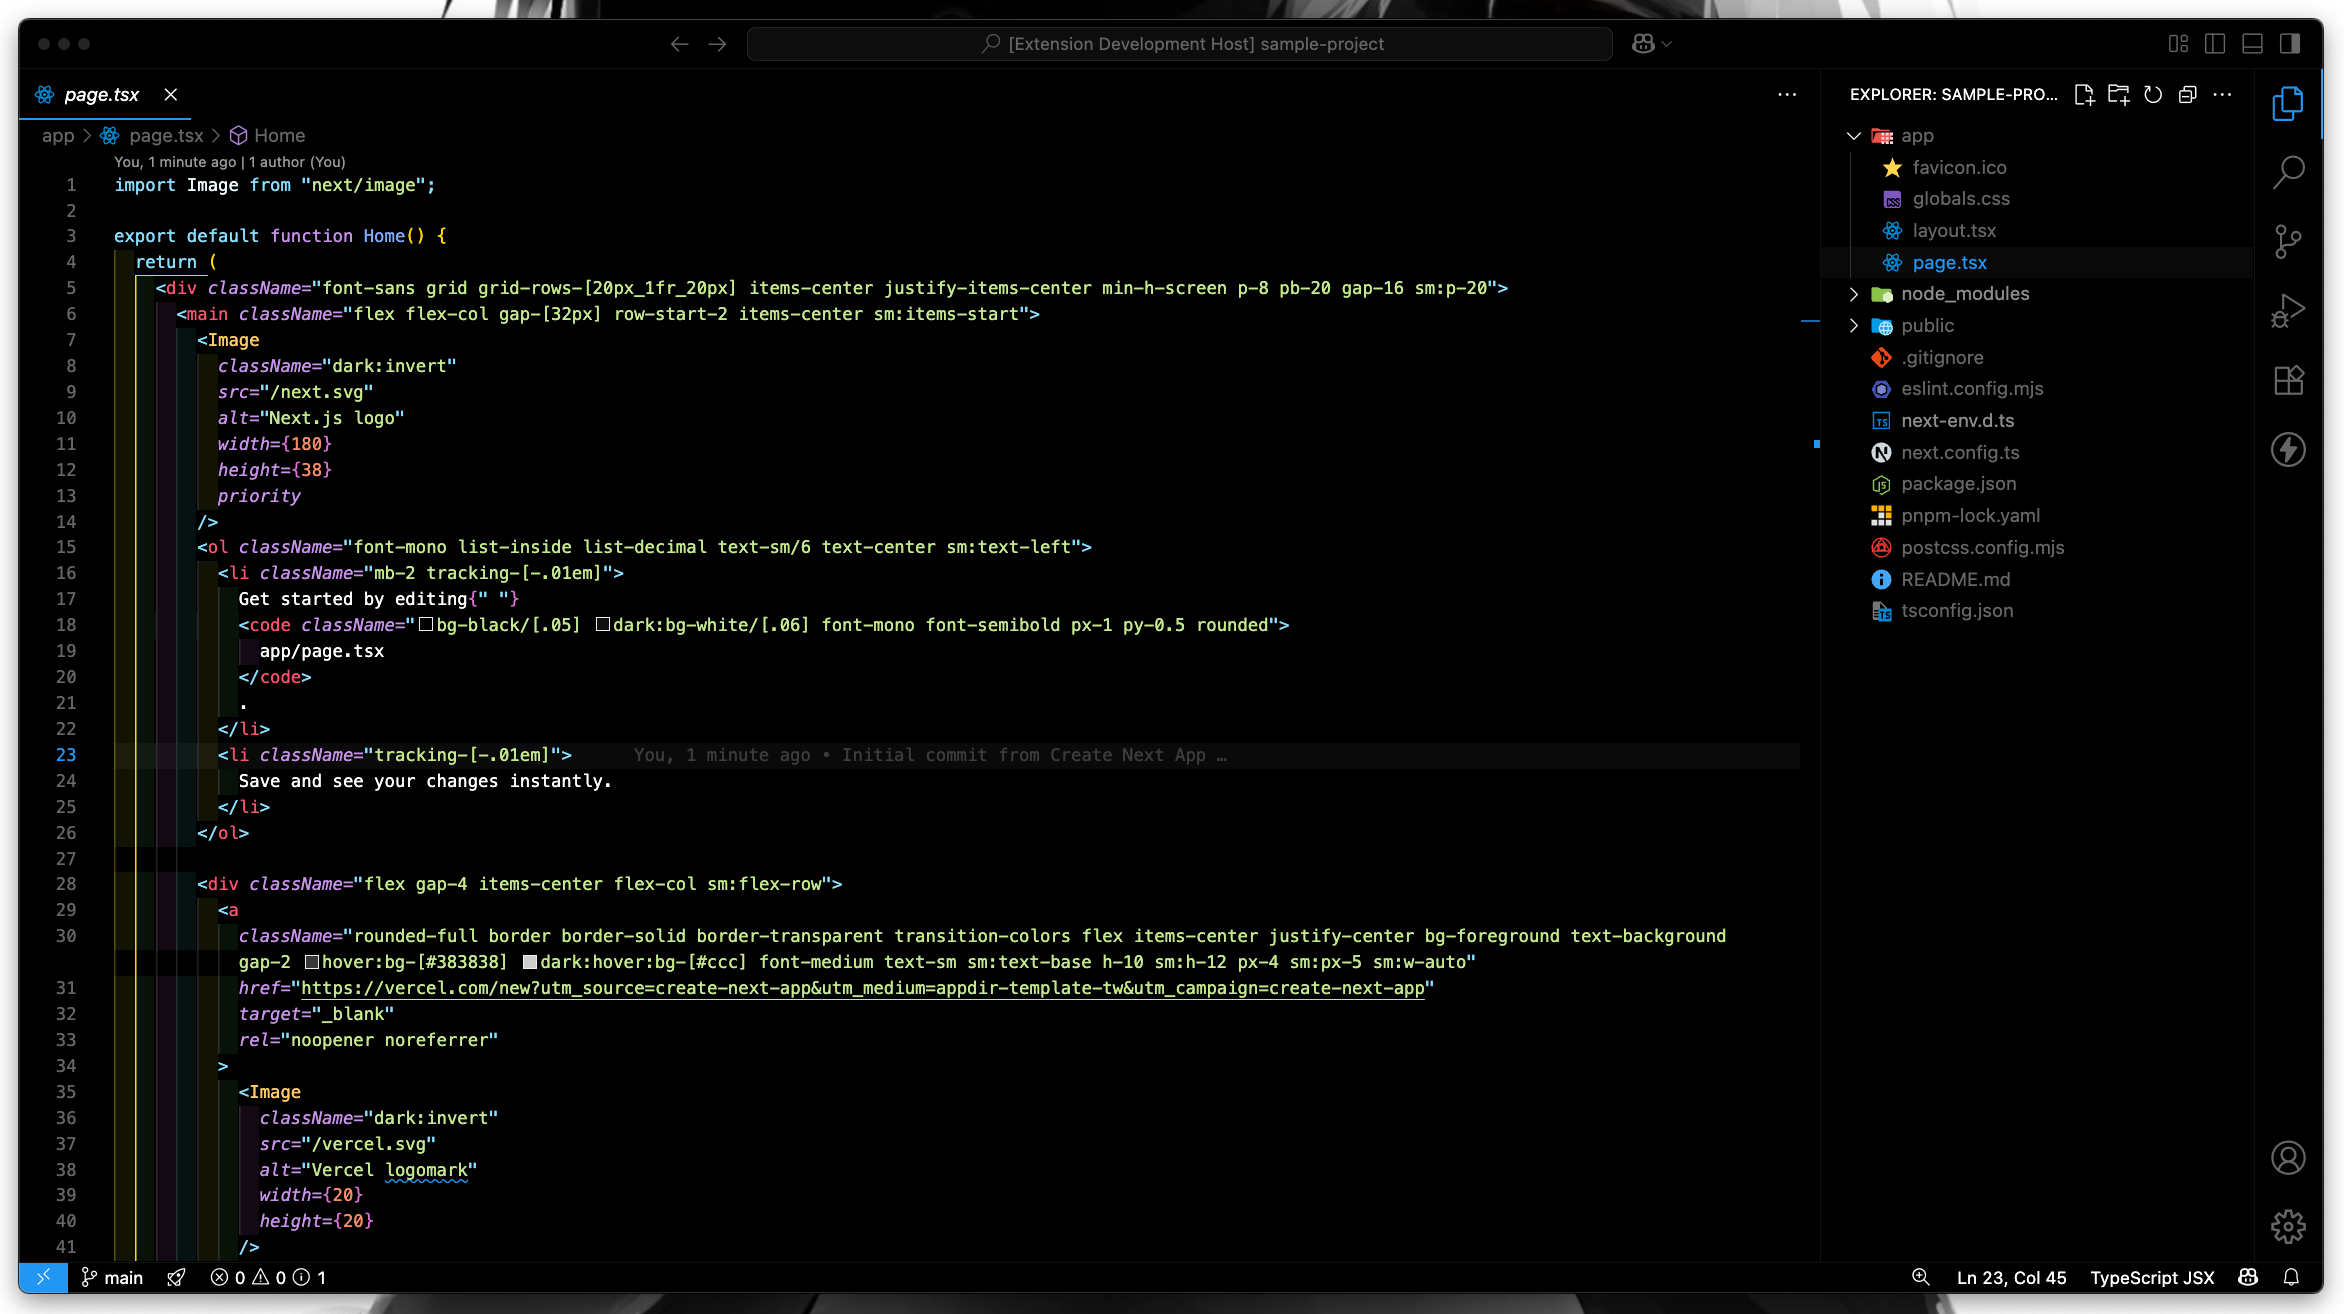 [Extension Development Host] sample-project
page.tsx
EXPLORER: SAMPLE-PRO...
app > page.tsx > Home
You, 1 minute ago | 1 author (You)
1 import Image from "next/image";
2
3 export default function Home() {
4 return (
5 <div className="font-sans grid grid-rows-[20px_1fr_20px] items-center justify-items-center min-h-screen p-8 pb-20 gap-16 sm:p-20">
6 <main className="flex flex-col gap-[32px] row-start-2 items-center sm:items-start">
7 <Image
8 className="dark:invert"
9 src="/next.svg"
10 alt="Next.js logo"
11 width={180}
12 height={38}
13 priority
14 />
15 <ol className="font-mono list-inside list-decimal text-sm/6 text-center sm:text-left">
16 <li className="mb-2 tracking-[-.01em]">
17 Get started by editing{" "}
18 <code className="bg-black/[.05] dark:bg-white/[.06] font-mono font-semibold px-1 py-0.5 rounded">
19 app/page.tsx
20 </code>
21 .
22 </li>
23 <li className="tracking-[-.01em]"> You, 1 minute ago • Initial commit from Create Next App …
24 Save and see your changes instantly.
25 </li>
26 </ol>
27
28 <div className="flex gap-4 items-center flex-col sm:flex-row">
29 <a
30 className="rounded-full border border-solid border-transparent transition-colors flex items-center justify-center bg-foreground text-background
gap-2 hover:bg-[#383838] dark:hover:bg-[#ccc] font-medium text-sm sm:text-base h-10 sm:h-12 px-4 sm:px-5 sm:w-auto"
31 href="https://vercel.com/new?utm_source=create-next-app&utm_medium=appdir-template-tw&utm_campaign=create-next-app"
32 target="_blank"
33 rel="noopener noreferrer"
34 >
35 <Image
36 className="dark:invert"
37 src="/vercel.svg"
38 alt="Vercel logomark"
39 width={20}
40 height={20}
41 />
app
favicon.ico
globals.css
layout.tsx
page.tsx
node_modules
public
.gitignore
eslint.config.mjs
next-env.d.ts
next.config.ts
package.json
pnpm-lock.yaml
postcss.config.mjs
README.md
tsconfig.json
main 0 0 1
Ln 23, Col 45 TypeScript JSX